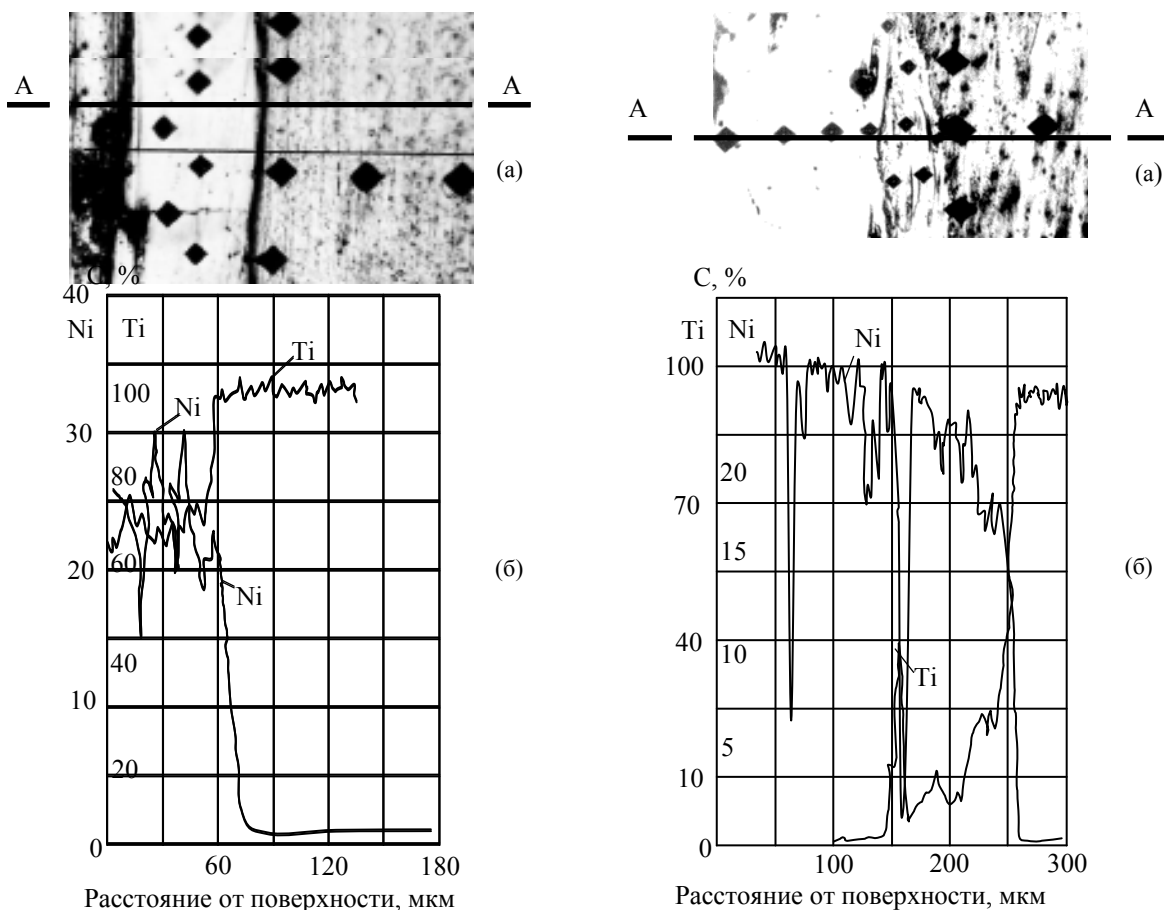 А А
(а)
С, %
40
Ni Ti
Ti
100
Ni
30
80
60
20
Ni
40
10
20
0
60 120 180
Расстояние от поверхности, мкм
(б)
А А
(а)
С, %
Ti Ni
Ni
100
20
70
15
40
10
Ti
5
10
0
100 200 300
Расстояние от поверхности, мкм
(б)